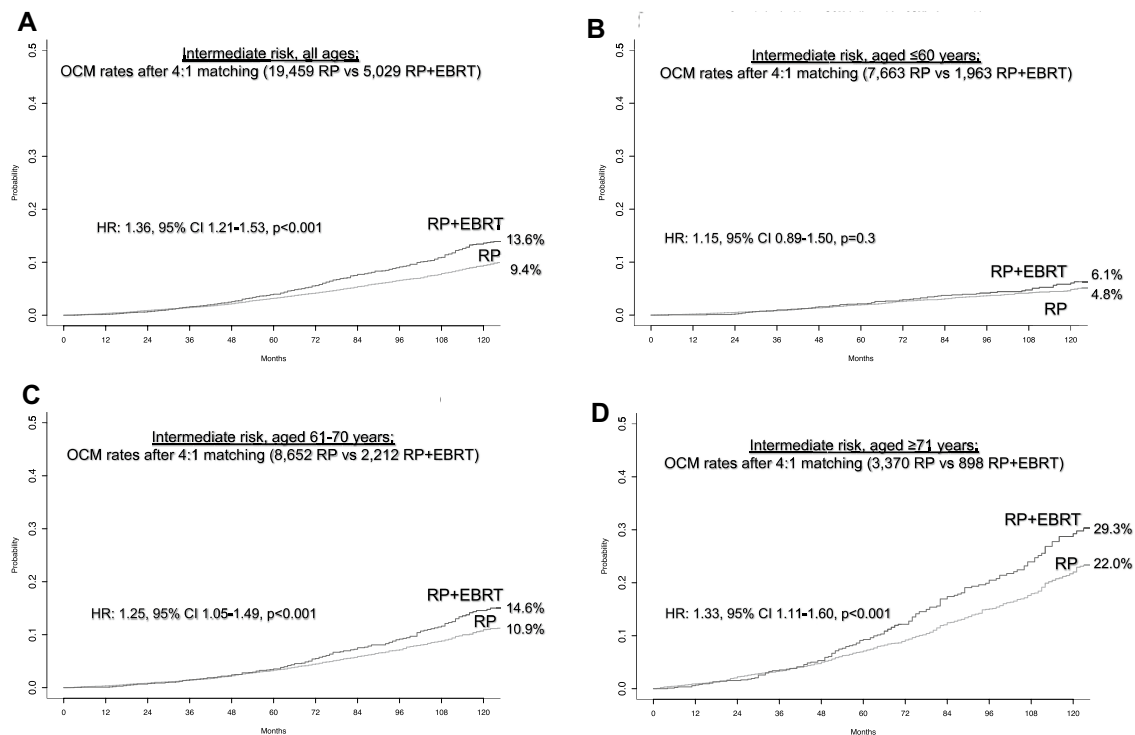 A
Intermediate risk, all ages;
OCM rates after 4:1 matching (19,459 RP vs 5,029 RP+EBRT)
0.5
0.4
0.3
0.2
0.1
0.0
Probability
HR: 1.36, 95% CI 1.21-1.53, p<0.001
RP+EBRT
13.6%
RP
9.4%
0 12 24 36 48 60 72 84 96 108 120
Months
B
Intermediate risk, aged ≤60 years;
OCM rates after 4:1 matching (7,663 RP vs 1,963 RP+EBRT)
0.5
0.4
0.3
0.2
0.1
0.0
Probability
HR: 1.15, 95% CI 0.89-1.50, p=0.3
RP+EBRT
6.1%
4.8%
RP
0 12 24 36 48 60 72 84 96 108 120
Months
C
Intermediate risk, aged 61-70 years;
OCM rates after 4:1 matching (8,652 RP vs 2,212 RP+EBRT)
0.5
0.4
0.3
0.2
0.1
0.0
Probability
HR: 1.25, 95% CI 1.05-1.49, p<0.001
RP+EBRT
14.6%
RP
10.9%
0 12 24 36 48 60 72 84 96 108 120
Months
D
Intermediate risk, aged ≥71 years;
OCM rates after 4:1 matching (3,370 RP vs 898 RP+EBRT)
0.5
0.4
0.3
0.2
0.1
0.0
Probability
HR: 1.33, 95% CI 1.11-1.60, p<0.001
RP+EBRT
29.3%
RP
22.0%
0 12 24 36 48 60 72 84 96 108 120
Months